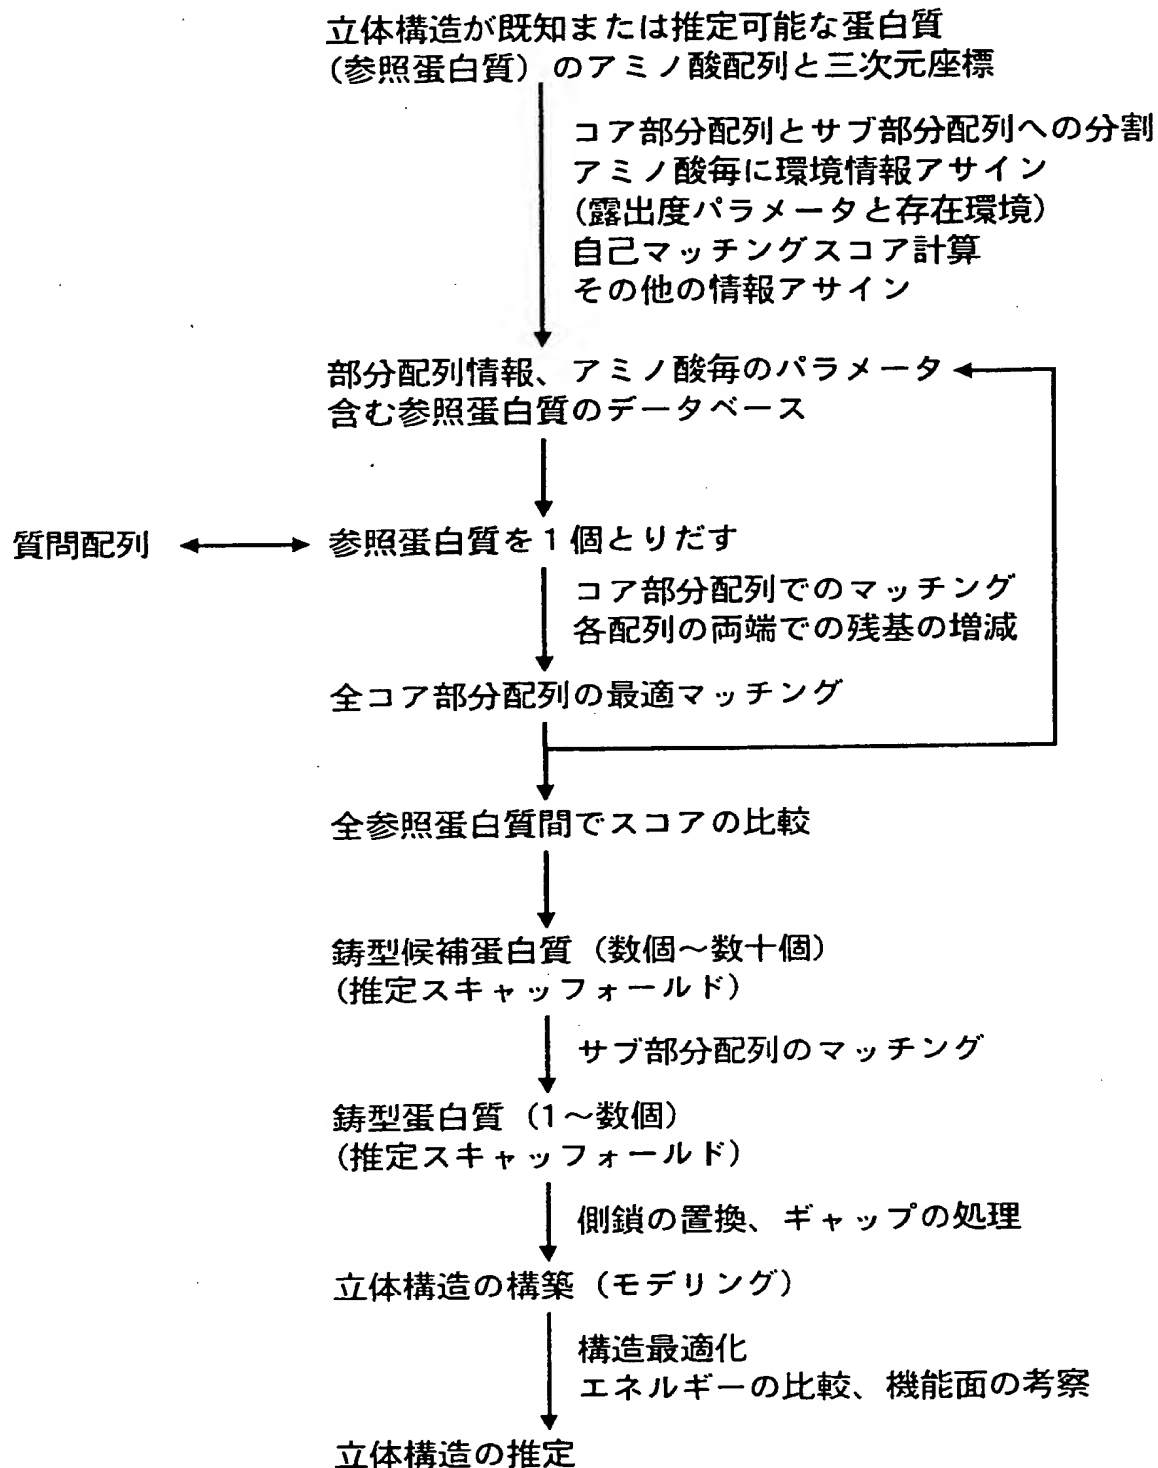 立体構造が既知または推定可能な蛋白質
(参照蛋白質)のアミノ酸配列と三次元座標
コア部分配列とサブ部分配列への分割
アミノ酸毎に環境情報アサイン
(露出度パラメータと存在環境)
自己マッチングスコア計算
その他の情報アサイン
部分配列情報、アミノ酸毎のパラメータ
含む参照蛋白質のデータベース
質問配列
参照蛋白質を1個とりだす
コア部分配列でのマッチング
各配列の両端での残基の増減
全コア部分配列の最適マッチング
全参照蛋白質間でスコアの比較
鋳型候補蛋白質(数個～数十個)
(推定スキャッフォールド)
サブ部分配列のマッチング
鋳型蛋白質(1～数個)
(推定スキャッフォールド)
側鎖の置換、ギャップの処理
立体構造の構築(モデリング)
構造最適化
エネルギーの比較、機能面の考察
立体構造の推定